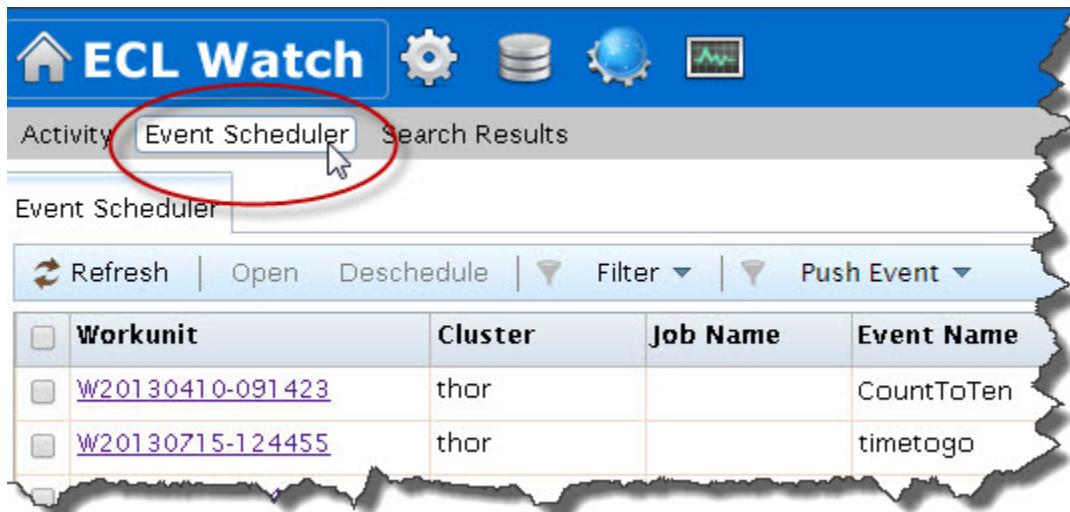 ECL Watch
Activity Event Scheduler Search Results
Event Scheduler
Refresh Open Deschedule Filter Push Event
Workunit Cluster Job Name Event Name
W20130410-091423 thor CountToTen
W20130715-124455 thor timetogo